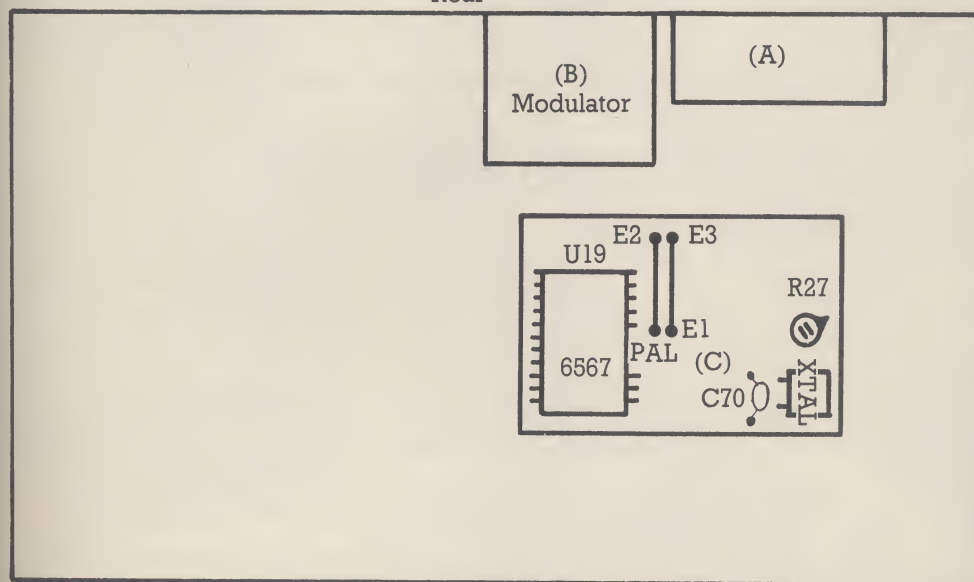 Rear
(B)
Modulator
(A)
E2 E3
U19
R27
E1
PAL (C)
6567
C70
XTAL